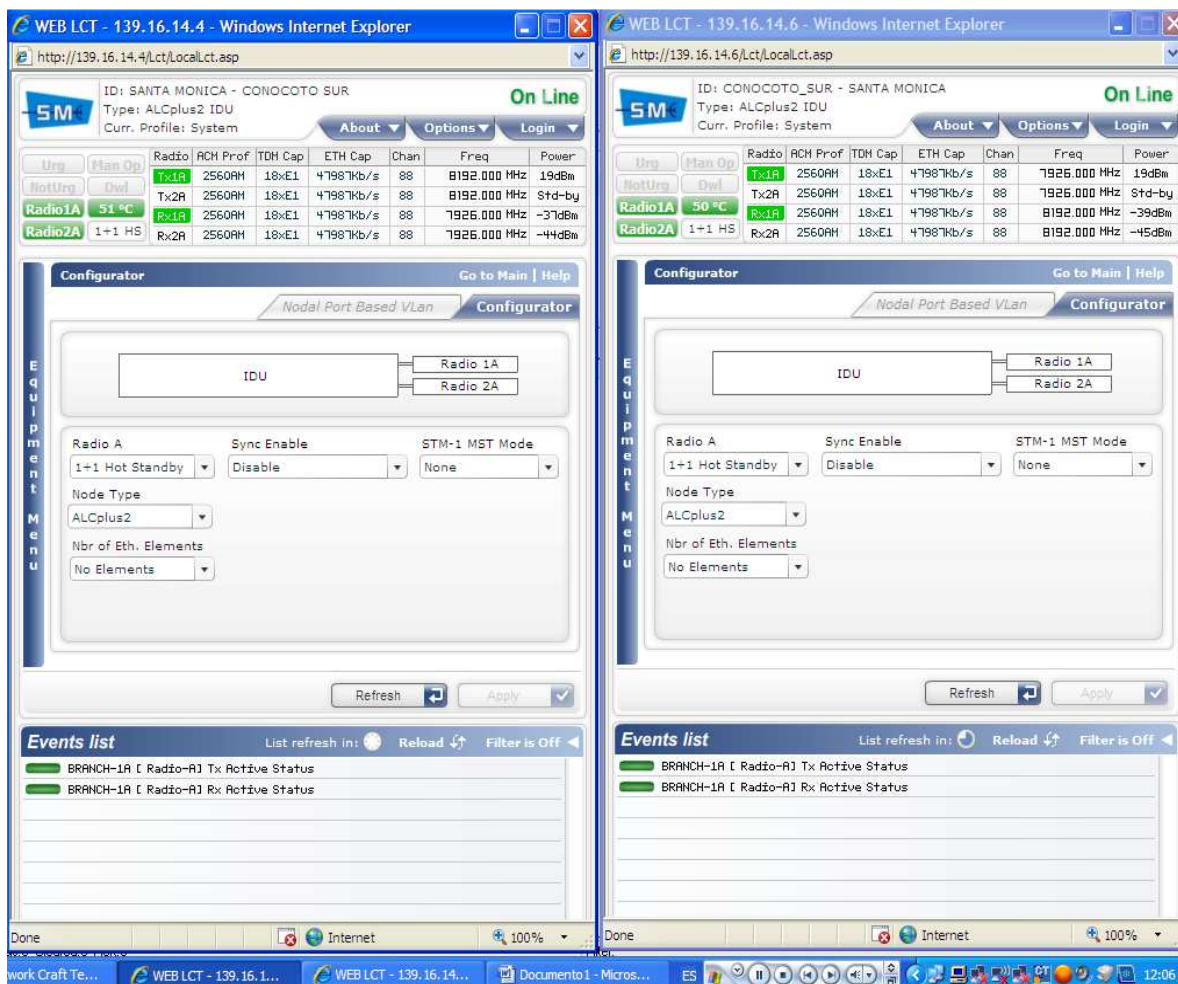 WEB LCT - 139.16.14.4 - Windows Internet Explorer
http://139.16.14.4/Lct/LocalLct.asp
SM
ID: SANTA MONICA - CONOCOTO SUR
Type: ALCplus2 IDU
Curr. Profile: System
On Line
About Options Login
Urg Man Op
NotUrg Dwl
Radio1A 51 ºC
Radio2A 1+1 HS
Radio ACM Prof TDM Cap ETH Cap Chan Freq Power
Tx1A 256QAM 18xE1 47987Kb/s 88 8192.000 MHz 19dBm
Tx2A 256QAM 18xE1 47987Kb/s 88 8192.000 MHz Std-by
Rx1A 256QAM 18xE1 47987Kb/s 88 7926.000 MHz -37dBm
Rx2A 256QAM 18xE1 47987Kb/s 88 7926.000 MHz -44dBm
Equipment Menu
Configurator Go to Main | Help
Nodal Port Based VLan Configurator
IDU
Radio 1A
Radio 2A
Radio A Sync Enable STM-1 MST Mode
1+1 Hot Standby Disable None
Node Type
ALCplus2
Nbr of Eth. Elements
No Elements
Refresh Apply
Events list List refresh in: Reload Filter is Off
BRANCH-1A [ Radio-A] Tx Active Status
BRANCH-1A [ Radio-A] Rx Active Status
Done Internet 100%
WEB LCT - 139.16.14.6 - Windows Internet Explorer
http://139.16.14.6/Lct/LocalLct.asp
SM
ID: CONOCOTO_SUR - SANTA MONICA
Type: ALCplus2 IDU
Curr. Profile: System
On Line
About Options Login
Urg Man Op
NotUrg Dwl
Radio1A 50 ºC
Radio2A 1+1 HS
Radio ACM Prof TDM Cap ETH Cap Chan Freq Power
Tx1A 256QAM 18xE1 47987Kb/s 88 7926.000 MHz 19dBm
Tx2A 256QAM 18xE1 47987Kb/s 88 7926.000 MHz Std-by
Rx1A 256QAM 18xE1 47987Kb/s 88 8192.000 MHz -39dBm
Rx2A 256QAM 18xE1 47987Kb/s 88 8192.000 MHz -45dBm
Equipment Menu
Configurator Go to Main | Help
Nodal Port Based VLan Configurator
IDU
Radio 1A
Radio 2A
Radio A Sync Enable STM-1 MST Mode
1+1 Hot Standby Disable None
Node Type
ALCplus2
Nbr of Eth. Elements
No Elements
Refresh Apply
Events list List refresh in: Reload Filter is Off
BRANCH-1A [ Radio-A] Tx Active Status
BRANCH-1A [ Radio-A] Rx Active Status
Done Internet 100%
work Craft Te... WEB LCT - 139.16.1... WEB LCT - 139.16.14... Documento1 - Micros... ES 12:06